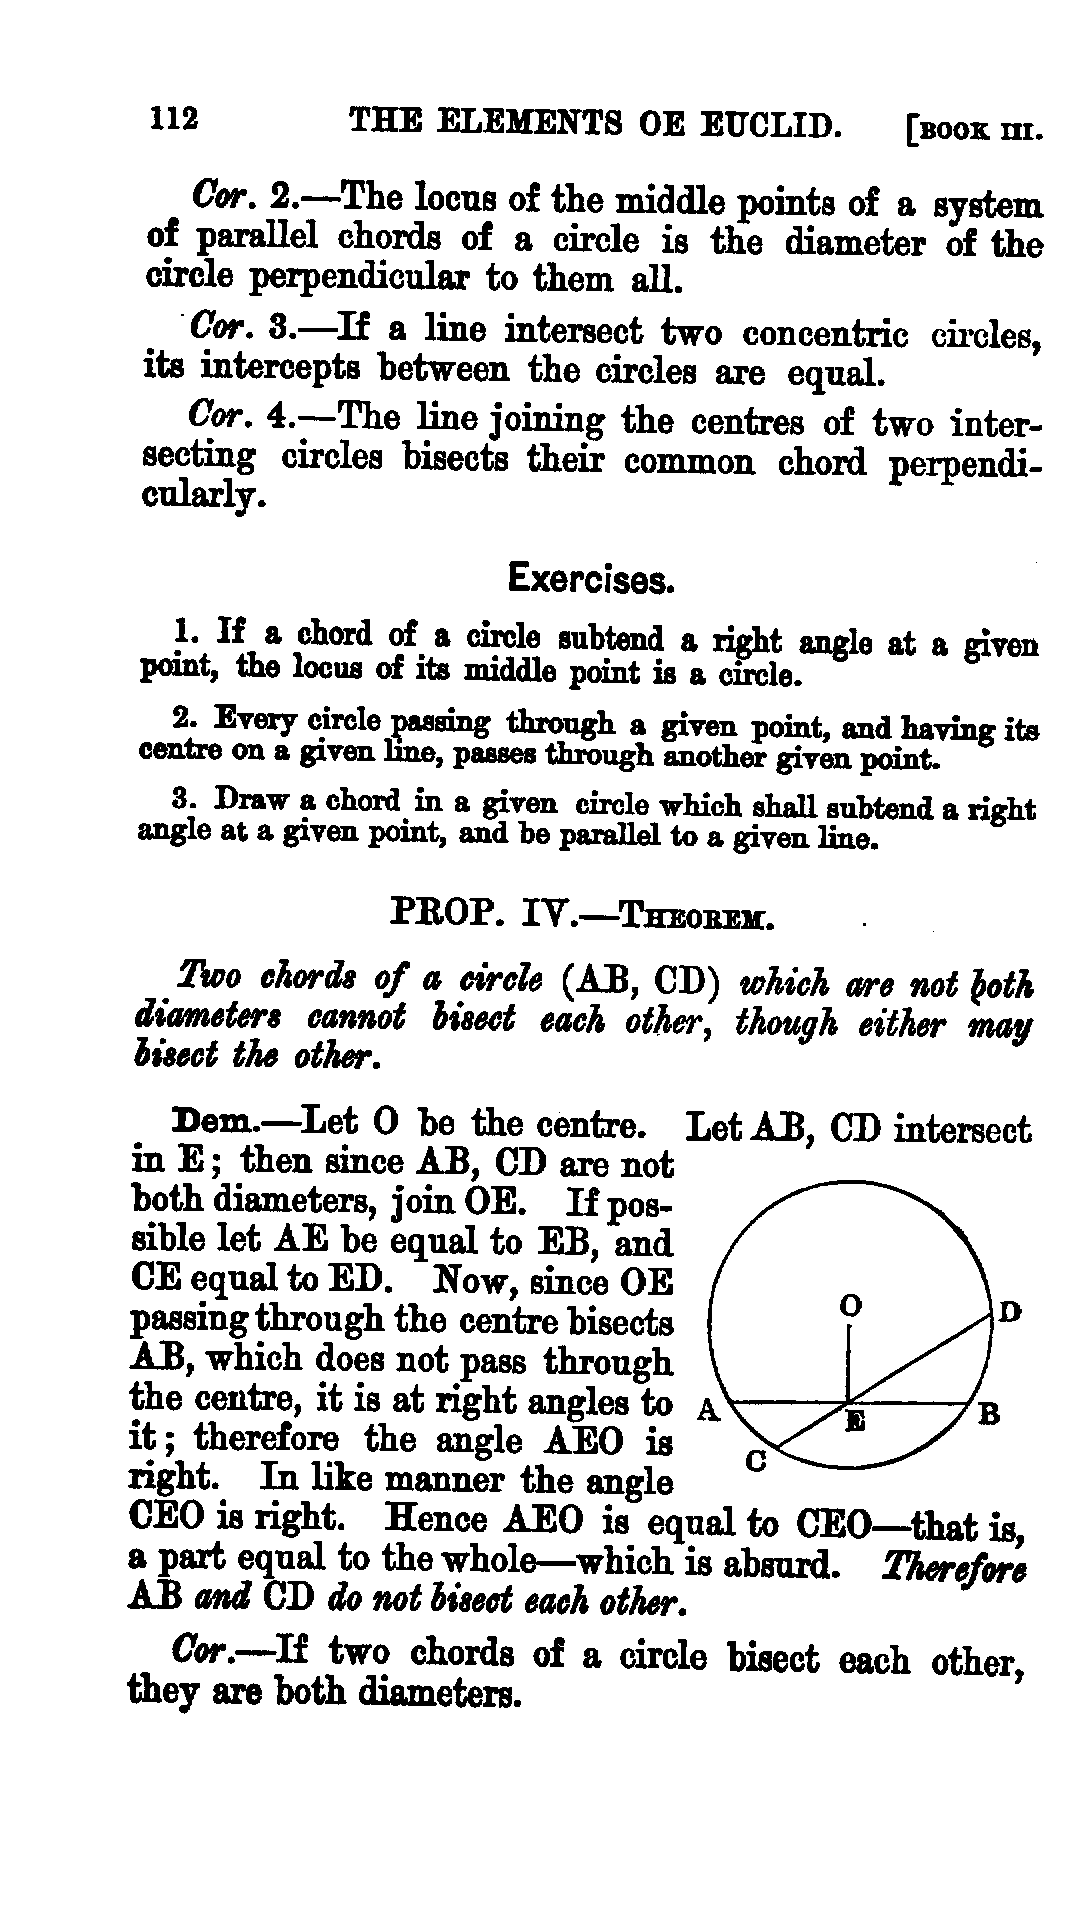 112 THE ELEMENTS OE EUCLID. [BOOK III.
Cor. 2.—The locus of the middle points of a system
of parallel chords of a circle is the diameter of the
circle perpendicular to them all.
Cor. 3.—If a line intersect two concentric circles,
its intercepts between the circles are equal.
Cor. 4.—The line joining the centres of two inter-
secting circles bisects their common chord perpendi-
cularly.
Exercises.
1. If a chord of a circle subtend a right angle at a given
point, the locus of its middle point is a circle.
2. Every circle passing through a given point, and having its
centre on a given line, passes through another given point.
3. Draw a chord in a given circle which shall subtend a right
angle at a given point, and be parallel to a given line.
PROP. IV.—THEOREM.
Two chords of a circle (AB, CD) which are not both
diameters cannot bisect each other, though either may
bisect the other.
Dem.—Let O be the centre. Let AB, CD intersect
in E; then since AB, CD are not
both diameters, join OE. If pos-
sible let AE be equal to EB, and
CE equal to ED. Now, since OE
passing through the centre bisects
AB, which does not pass through
the centre, it is at right angles to
it; therefore the angle AEO is
right. In like manner the angle
CEO is right. Hence AEO is equal to CEO—that is,
a part equal to the whole—which is absurd. Therefore
AB and CD do not bisect each other.
Cor.—If two chords of a circle bisect each other,
they are both diameters.
O
D
A
E
B
C